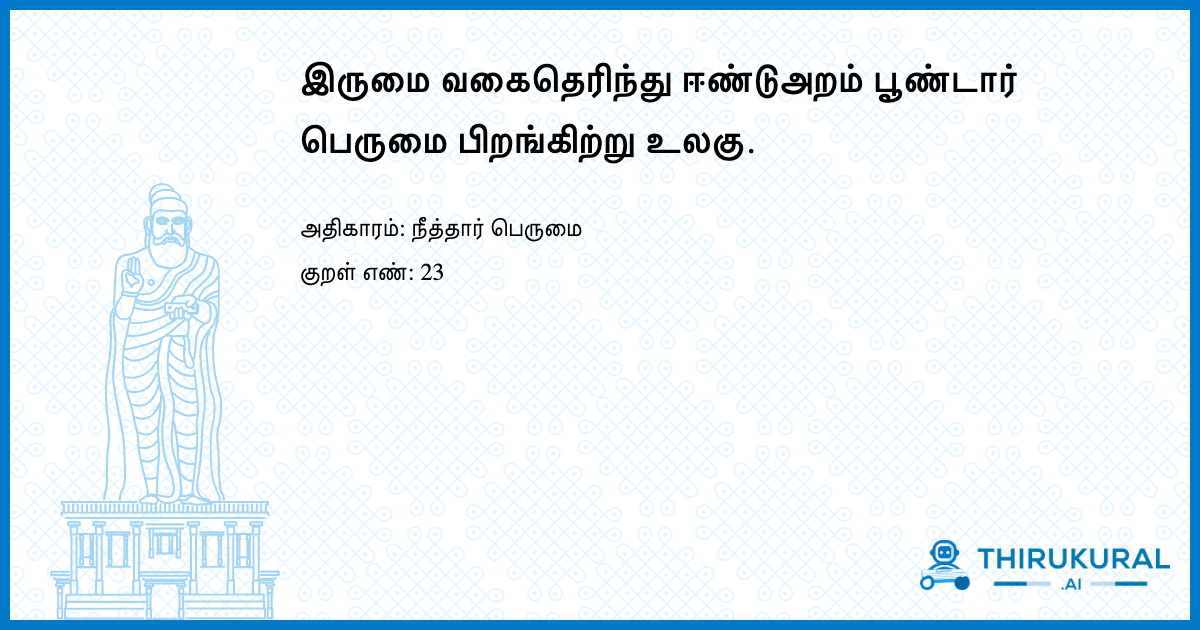 இருமை வகைதெரிந்து ஈண்டுஅறம் பூண்டார்
பெருமை பிறங்கிற்று உலகு.
அதிகாரம்: நீத்தார் பெருமை
குறள் எண்: 23
THIRUKURAL
.AI